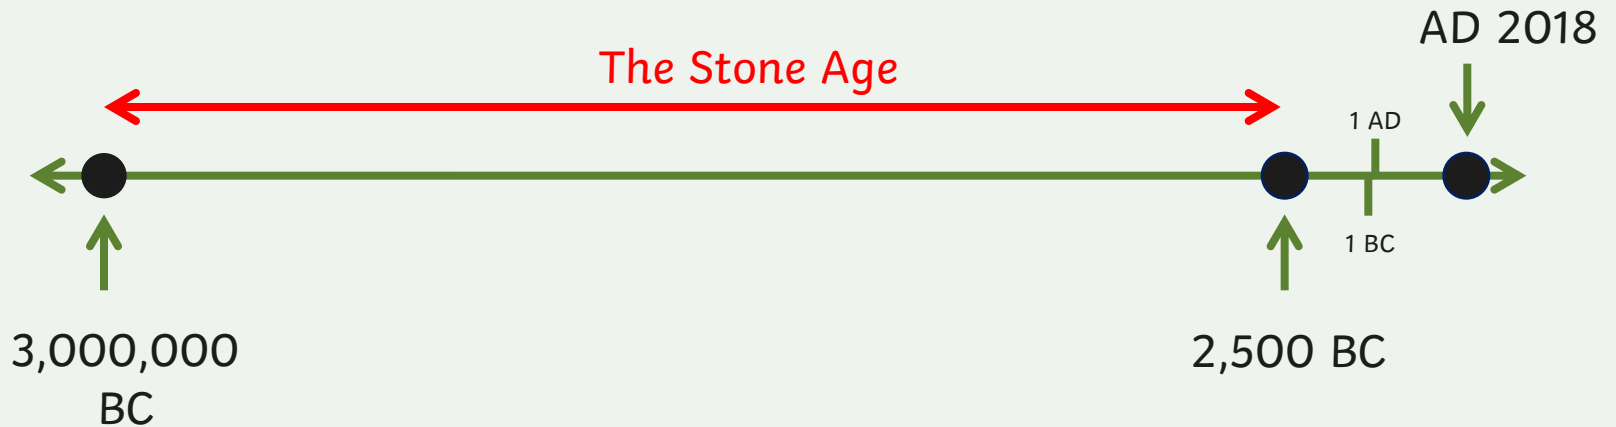 AD 2018
The Stone Age
1 AD
1 BC
3,000,000
BC
2,500 BC